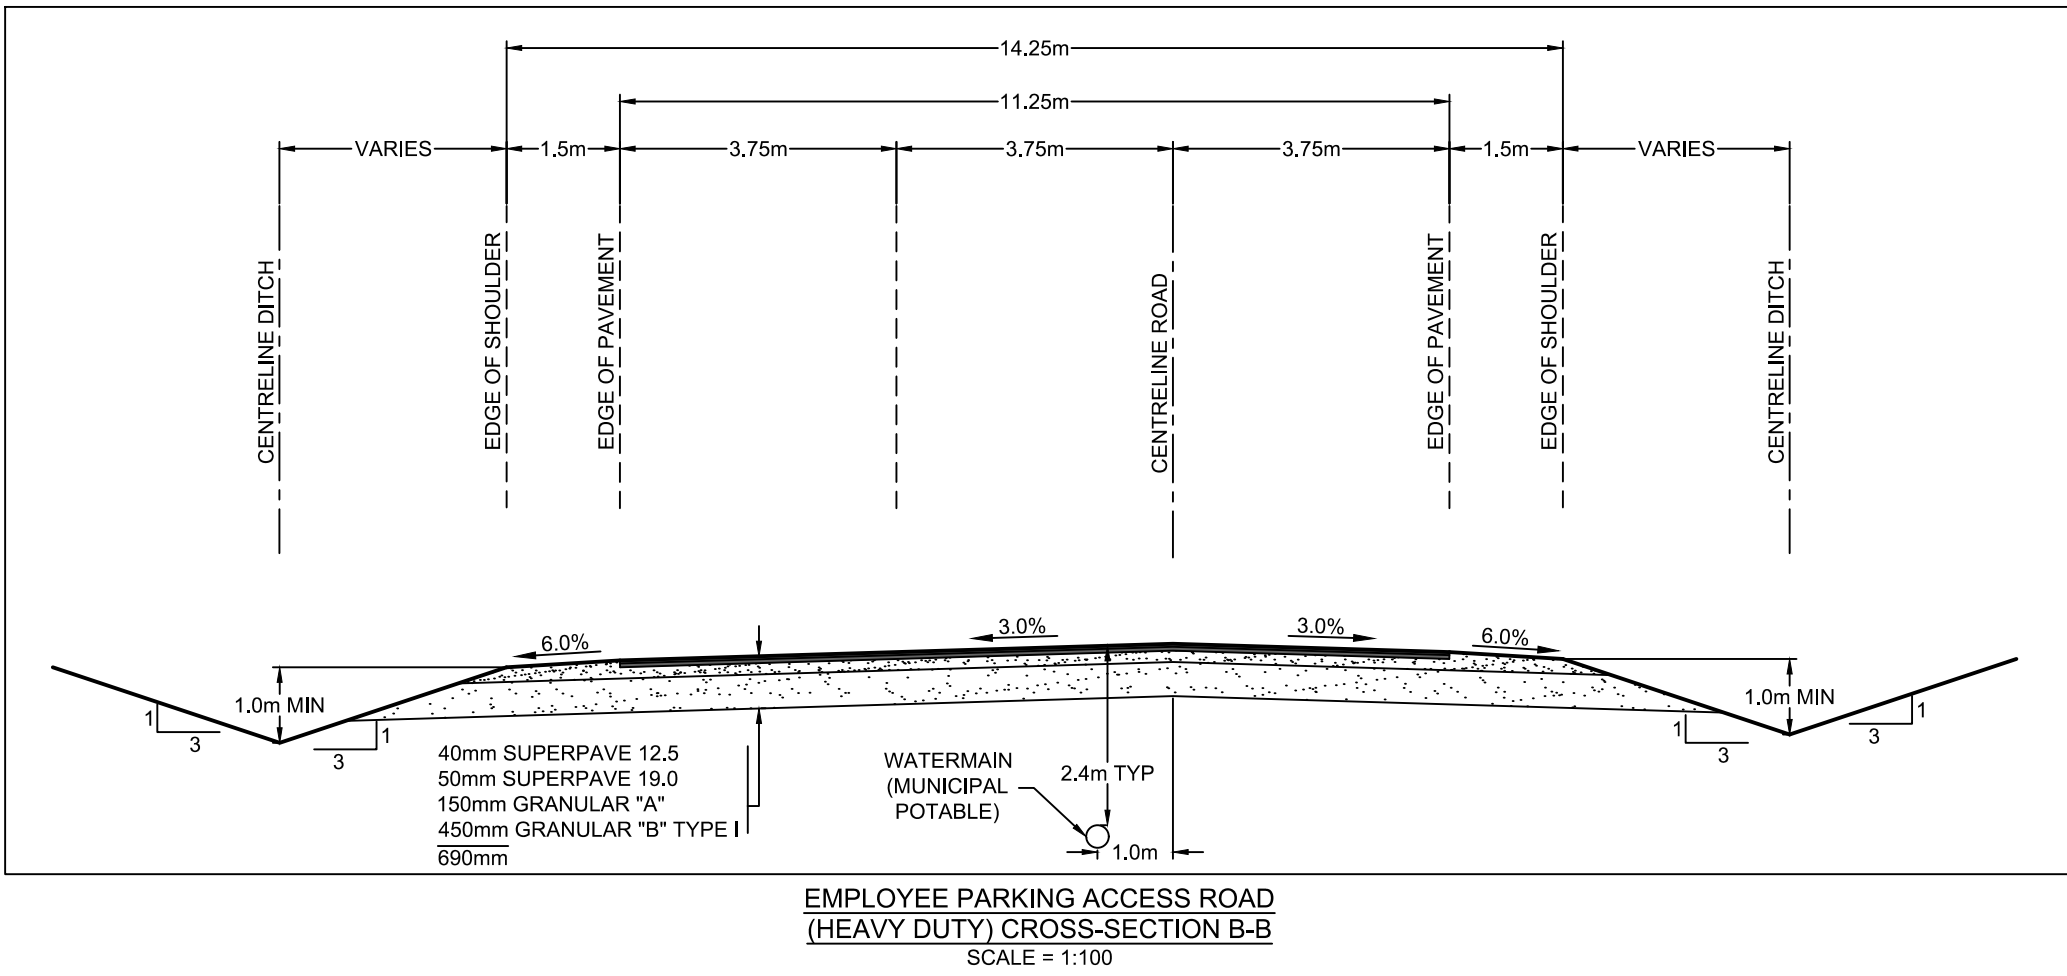 14.25m
11.25m
VARIES 1.5m 3.75m 3.75m 3.75m 1.5m VARIES
CENTRELINE DITCH
EDGE OF SHOULDER
EDGE OF PAVEMENT
CENTRELINE ROAD
EDGE OF PAVEMENT
EDGE OF SHOULDER
CENTRELINE DITCH
6.0% 3.0% 3.0% 6.0%
1.0m MIN
1.0m MIN
1
3
1
3
1
3
1
3
40mm SUPERPAVE 12.5
50mm SUPERPAVE 19.0
150mm GRANULAR "A"
450mm GRANULAR "B" TYPE I
690mm
WATERMAIN
(MUNICIPAL
POTABLE)
2.4m TYP
1.0m
EMPLOYEE PARKING ACCESS ROAD
(HEAVY DUTY) CROSS-SECTION B-B
SCALE = 1:100